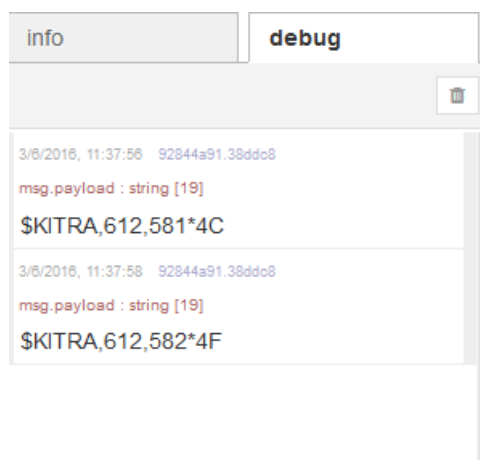 info debug
3/6/2016, 11:37:56 92844a91.38ddc8
msg.payload : string [19]
$KITRA,612,581*4C
3/6/2016, 11:37:58 92844a91.38ddc8
msg.payload : string [19]
$KITRA,612,582*4F